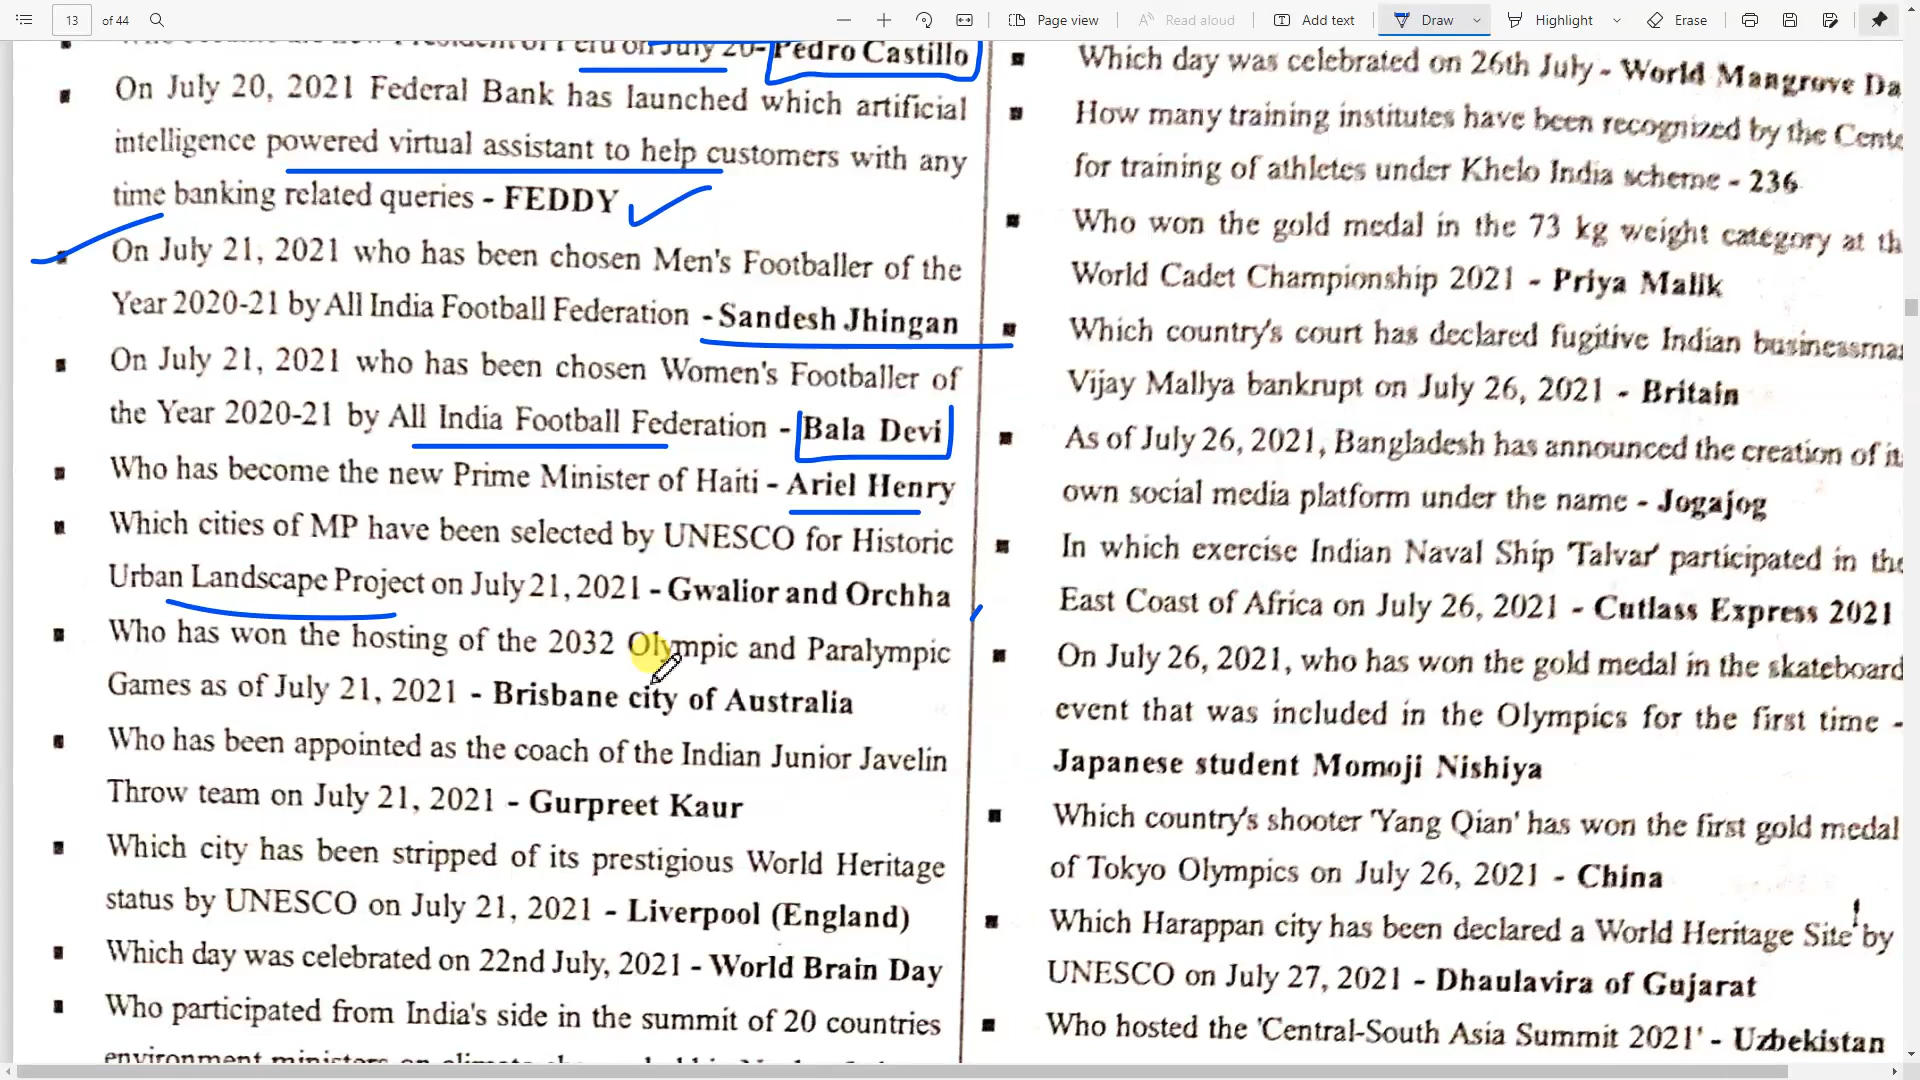 13 of 44 Page view Read aloud Add text Draw Highlight Erase
of Peru on July 20- Pedro Castillo
On July 20, 2021 Federal Bank has launched which artificial
intelligence powered virtual assistant to help customers with any
time banking related queries - FEDDY
On July 21, 2021 who has been chosen Men's Footballer of the
Year 2020-21 by All India Football Federation - Sandesh Jhingan
On July 21, 2021 who has been chosen Women's Footballer of
the Year 2020-21 by All India Football Federation - Bala Devi
Who has become the new Prime Minister of Haiti - Ariel Henry
Which cities of MP have been selected by UNESCO for Historic
Urban Landscape Project on July 21, 2021 - Gwalior and Orchha
Who has won the hosting of the 2032 Olympic and Paralympic
Games as of July 21, 2021 - Brisbane city of Australia
Who has been appointed as the coach of the Indian Junior Javelin
Throw team on July 21, 2021 - Gurpreet Kaur
Which city has been stripped of its prestigious World Heritage
status by UNESCO on July 21, 2021 - Liverpool (England)
Which day was celebrated on 22nd July, 2021 - World Brain Day
Who participated from India's side in the summit of 20 countries
Which day was celebrated on 26th July - World Mangrove Da
How many training institutes have been recognized by the Cente
for training of athletes under Khelo India scheme - 236
Who won the gold medal in the 73 kg weight category at th
World Cadet Championship 2021 - Priya Malik
Which country's court has declared fugitive Indian businessma
Vijay Mallya bankrupt on July 26, 2021 - Britain
As of July 26, 2021, Bangladesh has announced the creation of it
own social media platform under the name - Jogajog
In which exercise Indian Naval Ship 'Talvar' participated in the
East Coast of Africa on July 26, 2021 - Cutlass Express 2021
On July 26, 2021, who has won the gold medal in the skateboard
event that was included in the Olympics for the first time -
Japanese student Momoji Nishiya
Which country's shooter 'Yang Qian' has won the first gold medal
of Tokyo Olympics on July 26, 2021 - China
Which Harappan city has been declared a World Heritage Site by
UNESCO on July 27, 2021 - Dhaulavira of Gujarat
Who hosted the 'Central-South Asia Summit 2021' - Uzbekistan